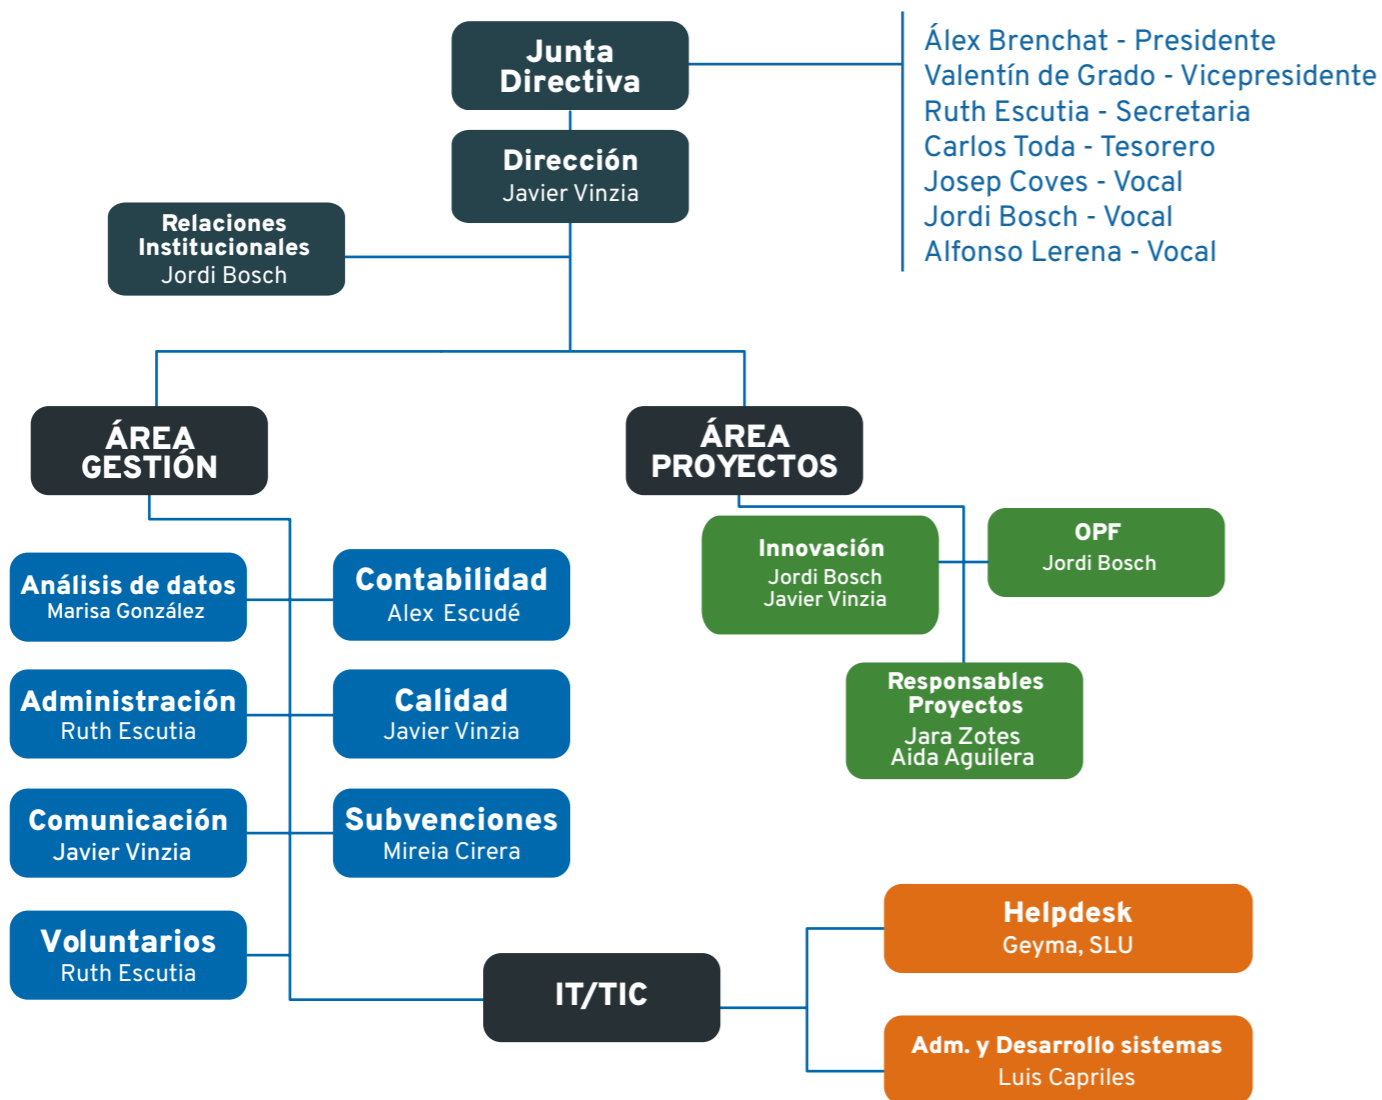 Junta
Directiva
Álex Brenchat - Presidente
Valentín de Grado - Vicepresidente
Ruth Escutia - Secretaria
Carlos Toda - Tesorero
Josep Coves - Vocal
Jordi Bosch - Vocal
Alfonso Lerena - Vocal
Dirección
Javier Vinzia
Relaciones
Institucionales
Jordi Bosch
ÁREA
GESTIÓN
ÁREA
PROYECTOS
Análisis de datos
Marisa González
Contabilidad
Alex Escudé
Administración
Ruth Escutia
Calidad
Javier Vinzia
Comunicación
Javier Vinzia
Subvenciones
Mireia Cirera
Voluntarios
Ruth Escutia
Innovación
Jordi Bosch
Javier Vinzia
OPF
Jordi Bosch
Responsables
Proyectos
Jara Zotes
Aida Aguilera
IT/TIC
Helpdesk
Geyma, SLU
Adm. y Desarrollo sistemas
Luis Capriles